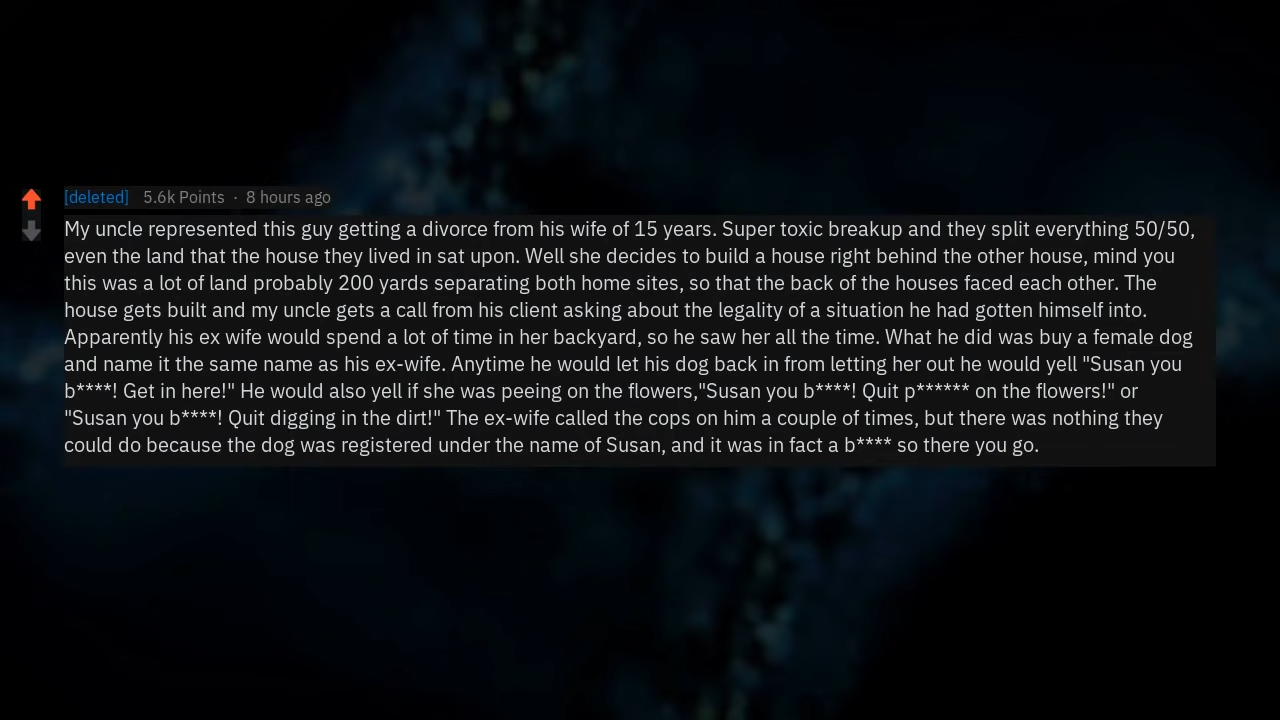 [deleted] 5.6k Points · 8 hours ago
My uncle represented this guy getting a divorce from his wife of 15 years. Super toxic breakup and they split everything 50/50,
even the land that the house they lived in sat upon. Well she decides to build a house right behind the other house, mind you
this was a lot of land probably 200 yards separating both home sites, so that the back of the houses faced each other. The
house gets built and my uncle gets a call from his client asking about the legality of a situation he had gotten himself into.
Apparently his ex wife would spend a lot of time in her backyard, so he saw her all the time. What he did was buy a female dog
and name it the same name as his ex-wife. Anytime he would let his dog back in from letting her out he would yell "Susan you
b****! Get in here!" He would also yell if she was peeing on the flowers,"Susan you b****! Quit p****** on the flowers!" or
"Susan you b****! Quit digging in the dirt!" The ex-wife called the cops on him a couple of times, but there was nothing they
could do because the dog was registered under the name of Susan, and it was in fact a b**** so there you go.